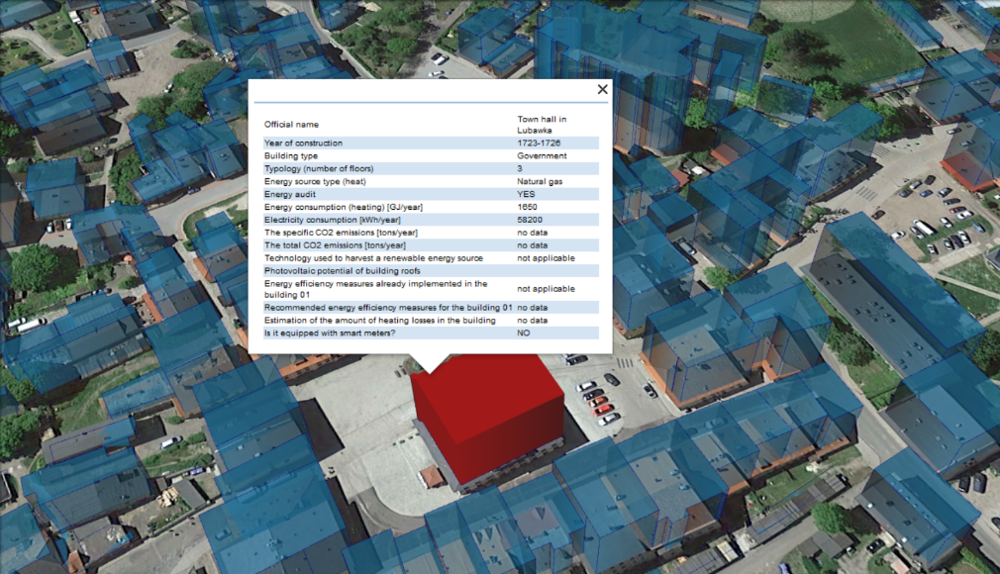 Official name Town hall in
Lubawka
Year of construction 1723-1726
Building type Government
Typology (number of floors) 3
Energy source type (heat) Natural gas
Energy audit YES
Energy consumption (heating) [GJ/year] 1650
Electricity consumption [kWh/year] 58200
The specific CO2 emissions [tons/year] no data
The total CO2 emissions [tons/year] no data
Technology used to harvest a renewable energy source not applicable
Photovoltaic potential of building roofs
Energy efficiency measures already implemented in the
building 01 not applicable
Recommended energy efficiency measures for the building 01 no data
Estimation of the amount of heating losses in the building no data
Is it equipped with smart meters? NO